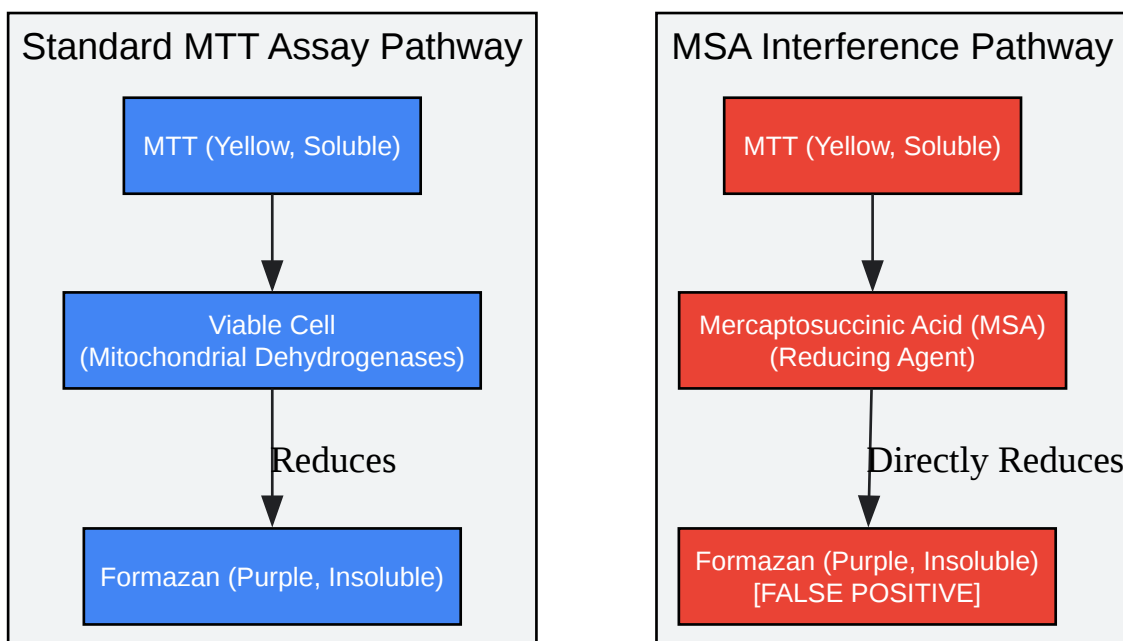 Standard MTT Assay Pathway
MTT (Yellow, Soluble)
Viable Cell
(Mitochondrial Dehydrogenases)
Reduces
Formazan (Purple, Insoluble)
MSA Interference Pathway
MTT (Yellow, Soluble)
Mercaptosuccinic Acid (MSA)
(Reducing Agent)
Directly Reduces
Formazan (Purple, Insoluble)
[FALSE POSITIVE]